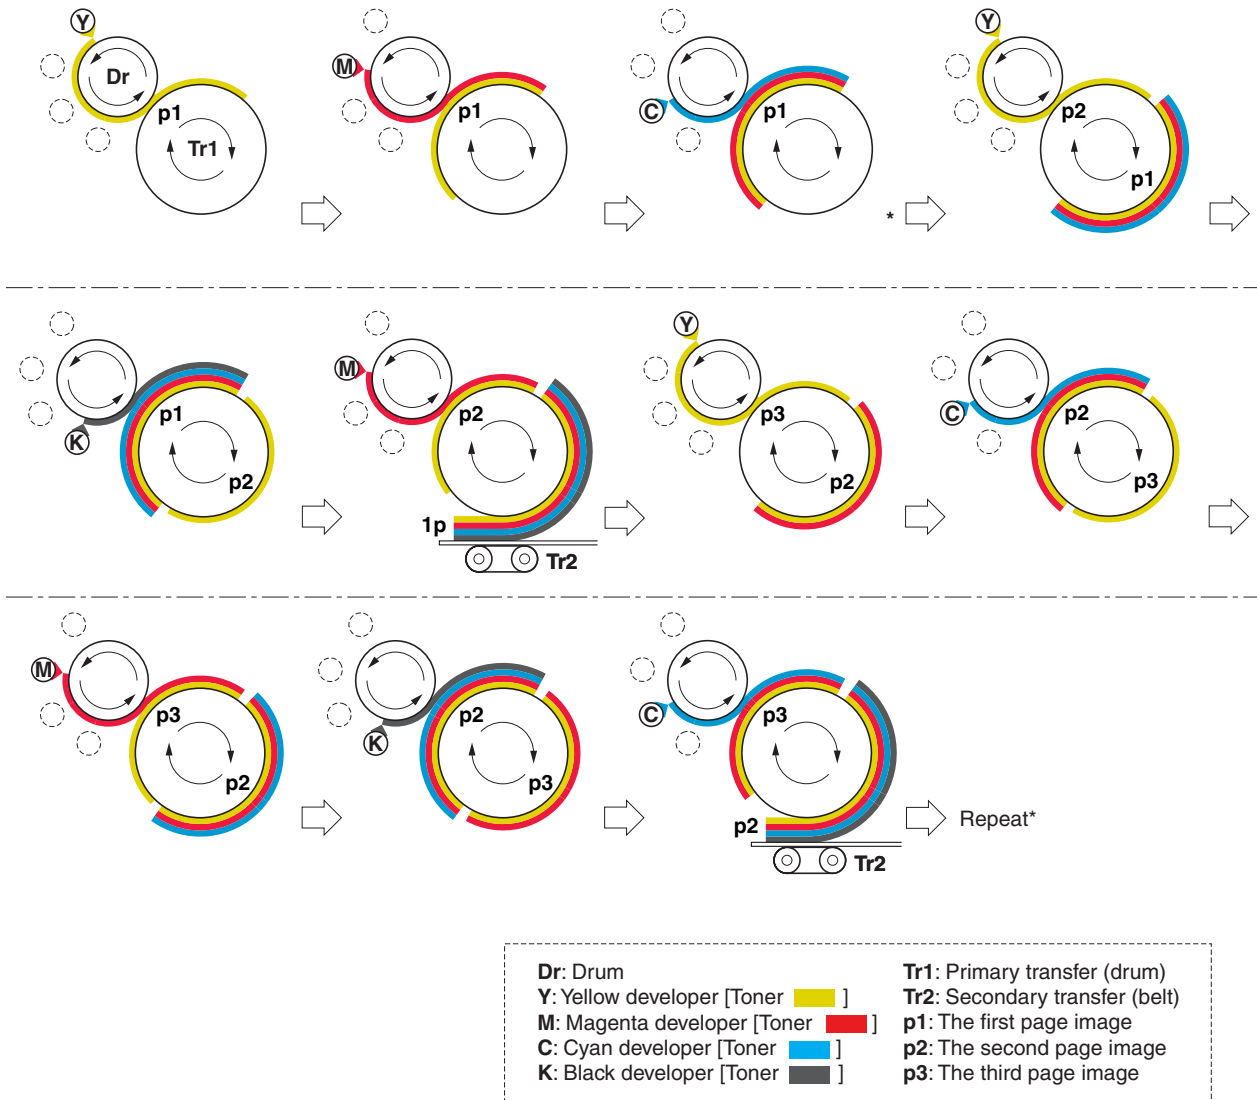 Y
Dr
p1
Tr1
M
p1
C
p1
*
Y
p2
p1
p1
K
p2
M
p2
1p
Tr2
Y
p3
p2
C
p2
p3
M
p3
p2
p2
K
p3
C
p3
p2
Tr2
Repeat*
Dr: Drum
Y: Yellow developer [Toner ]
M: Magenta developer [Toner ]
C: Cyan developer [Toner ]
K: Black developer [Toner ]
Tr1: Primary transfer (drum)
Tr2: Secondary transfer (belt)
p1: The first page image
p2: The second page image
p3: The third page image